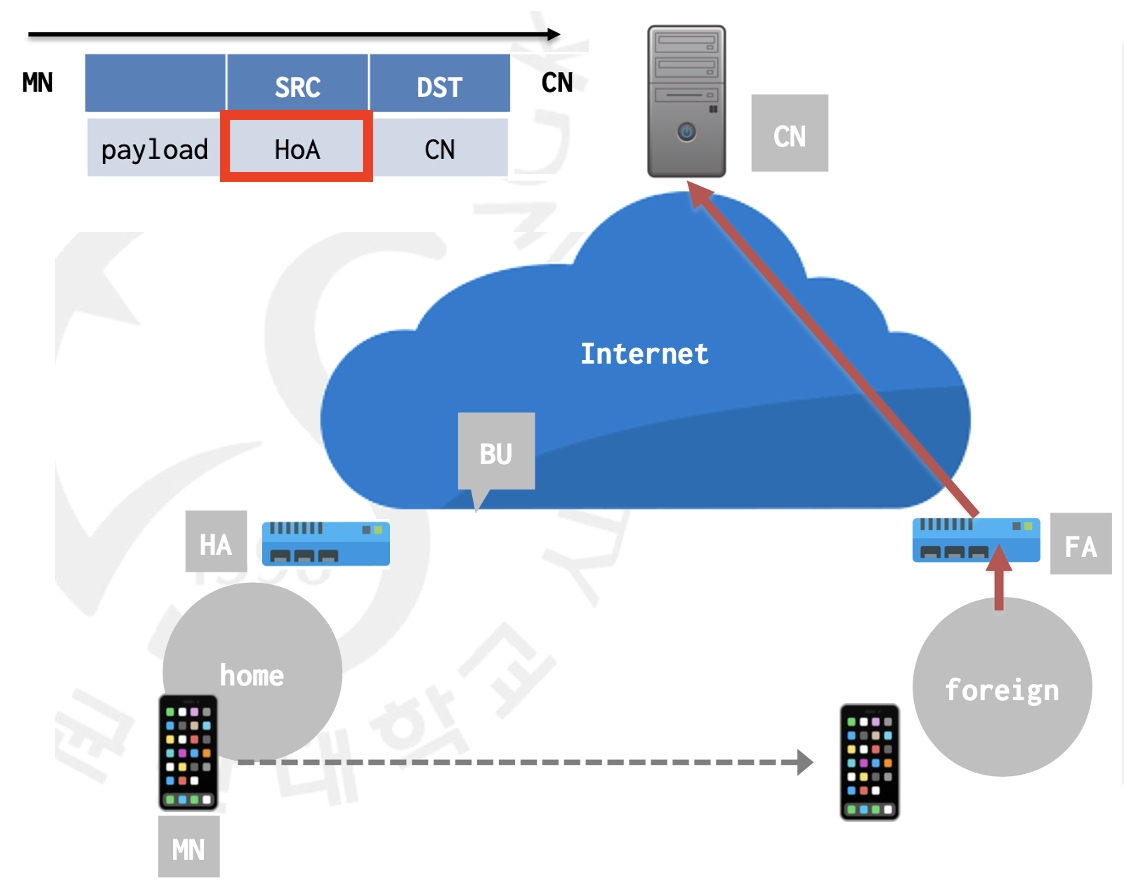 MN
SRC
DST
CN
payload
HoA
CN
CN
Internet
BU
HA
FA
home
foreign
MN